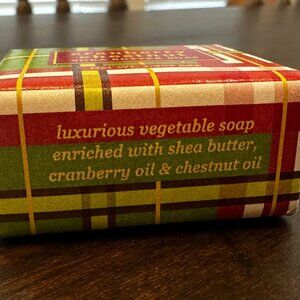 luxurious vegetable soap
enriched with shea butter,
cranberry oil & chestnut oil